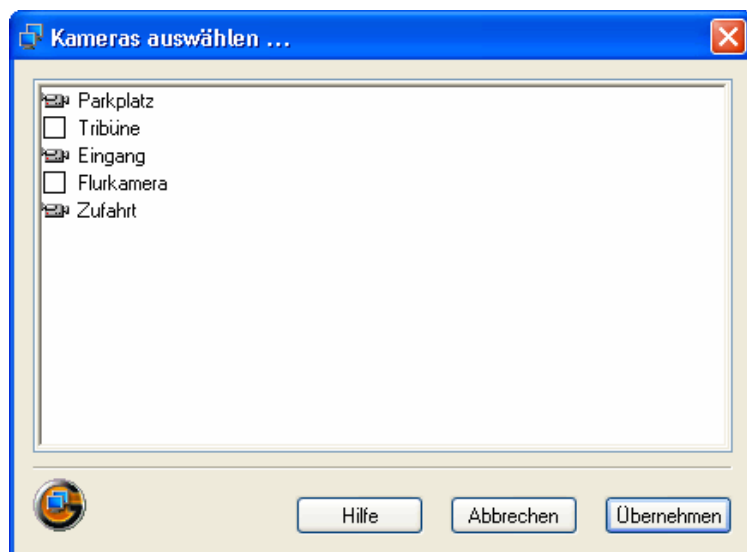 Kameras auswählen ...
Parkplatz
Tribüne
Eingang
Flurkamera
Zufahrt
Hilfe
Abbrechen
Übernehmen